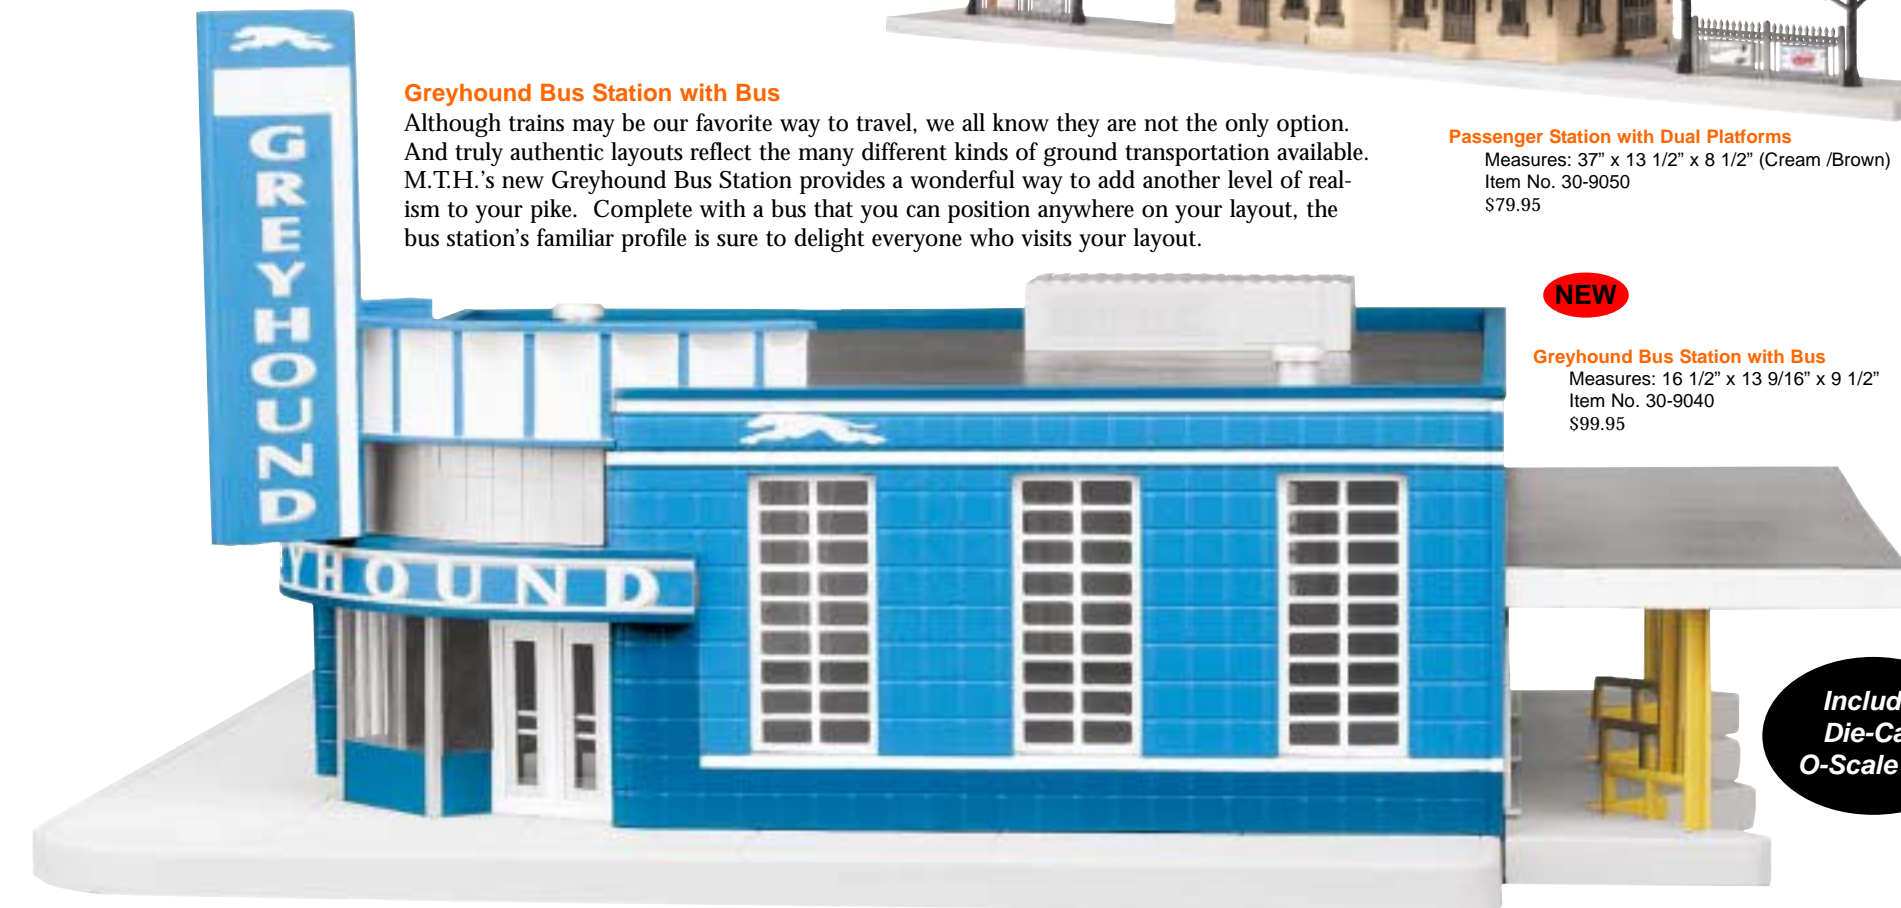 GREYHOUND
Greyhound Bus Station with Bus
Although trains may be our favorite way to travel, we all know they are not the only option.
And truly authentic layouts reflect the many different kinds of ground transportation available.
M.T.H.'s new Greyhound Bus Station provides a wonderful way to add another level of real-
ism to your pike.  Complete with a bus that you can position anywhere on your layout, the
bus station's familiar profile is sure to delight everyone who visits your layout.
Passenger Station with Dual Platforms
Measures: 37” x 13 1/2” x 8 1/2” (Cream /Brown)
Item No. 30-9050
$79.95
NEW
Greyhound Bus Station with Bus
Measures: 16 1/2” x 13 9/16” x 9 1/2”
Item No. 30-9040
$99.95
YHOUND
Includ
Die-Ca
O-Scale